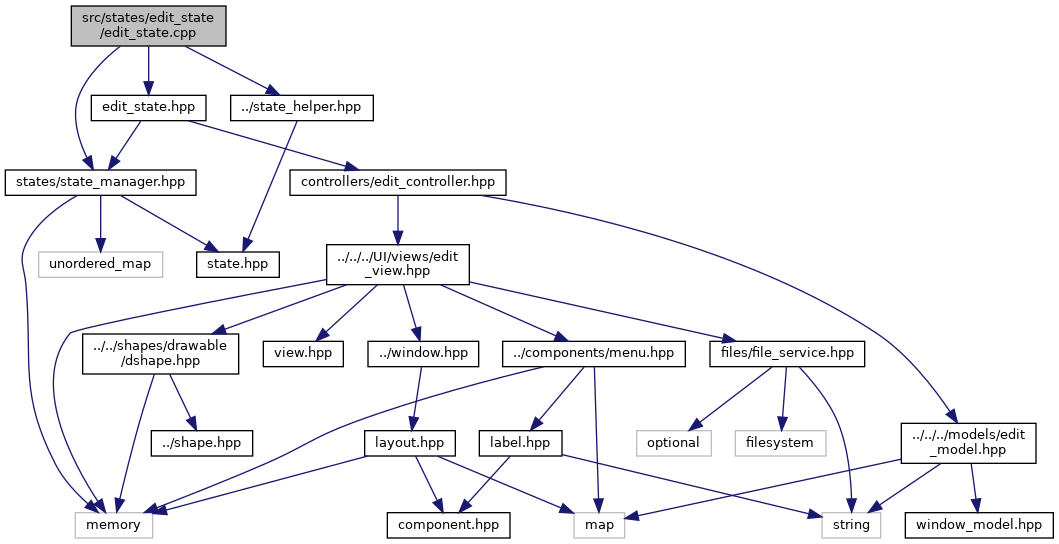 src/states/edit_state
/edit_state.cpp
edit_state.hpp
../state_helper.hpp
states/state_manager.hpp
controllers/edit_controller.hpp
unordered_map
state.hpp
../../../UI/views/edit
_view.hpp
../../shapes/drawable
/dshape.hpp
view.hpp
../window.hpp
../components/menu.hpp
files/file_service.hpp
../shape.hpp
layout.hpp
label.hpp
optional
filesystem
../../../models/edit
_model.hpp
memory
component.hpp
map
string
window_model.hpp